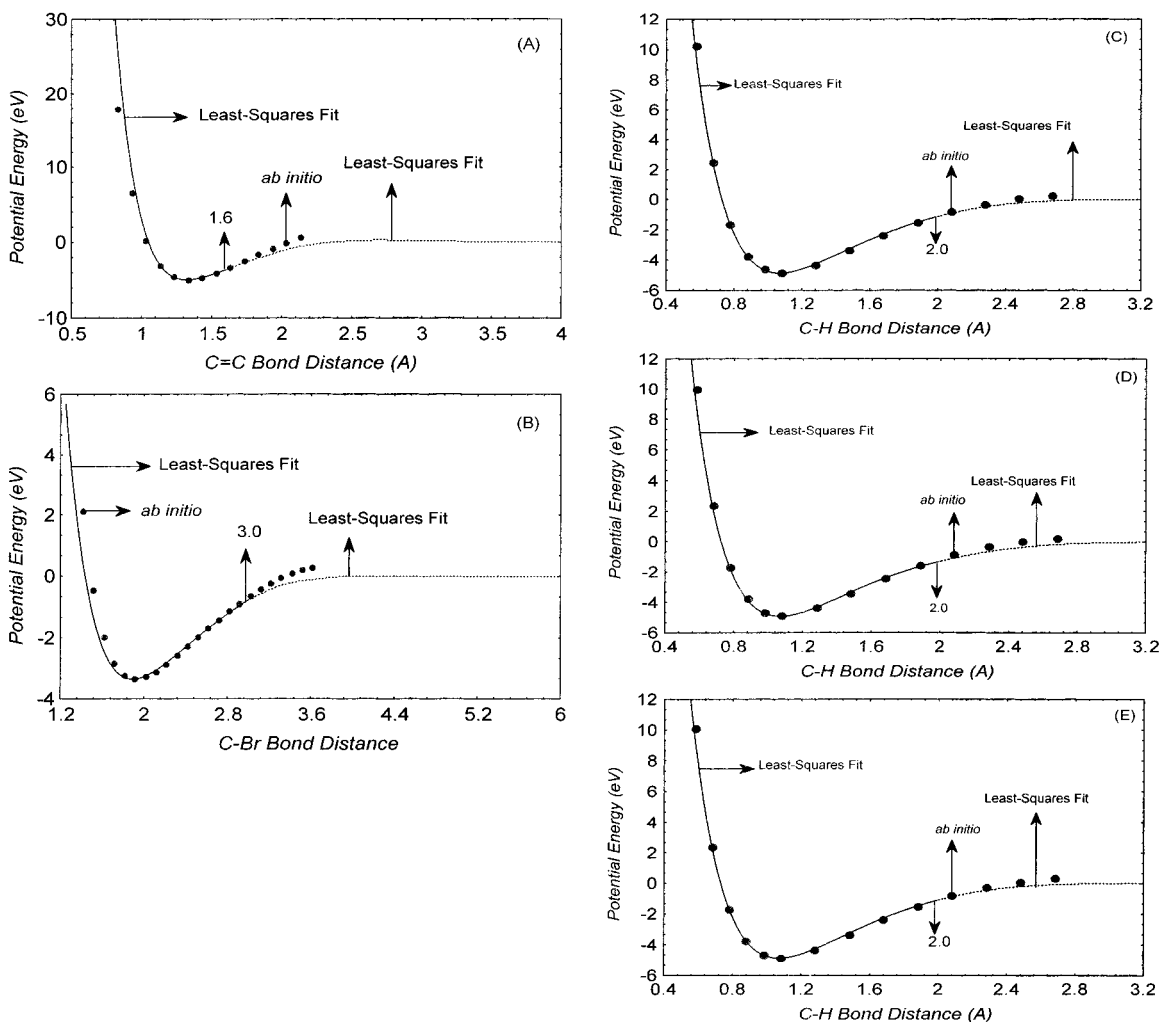 (A)
Potential Energy (eV)
30
20
10
0
-10
Least-Squares Fit
1.6
ab initio
Least-Squares Fit
0.5 1 1.5 2 2.5 3 3.5 4
C=C Bond Distance (A)
(B)
Potential Energy (eV)
6
4
2
0
-2
-4
Least-Squares Fit
ab initio
3.0
Least-Squares Fit
1.2 2 2.8 3.6 4.4 5.2 6
C-Br Bond Distance
(C)
Potential Energy (eV)
12
10
8
6
4
2
0
-2
-4
-6
Least-Squares Fit
Least-Squares Fit
ab initio
2.0
0.4 0.8 1.2 1.6 2 2.4 2.8 3.2
C-H Bond Distance (A)
(D)
Potential Energy (eV)
12
10
8
6
4
2
0
-2
-4
-6
Least-Squares Fit
Least-Squares Fit
ab initio
2.0
0.4 0.8 1.2 1.6 2 2.4 2.8 3.2
C-H Bond Distance (A)
(E)
Potential Energy (eV)
12
10
8
6
4
2
0
-2
-4
-6
Least-Squares Fit
Least-Squares Fit
ab initio
2.0
0.4 0.8 1.2 1.6 2 2.4 2.8 3.2
C-H Bond Distance (A)